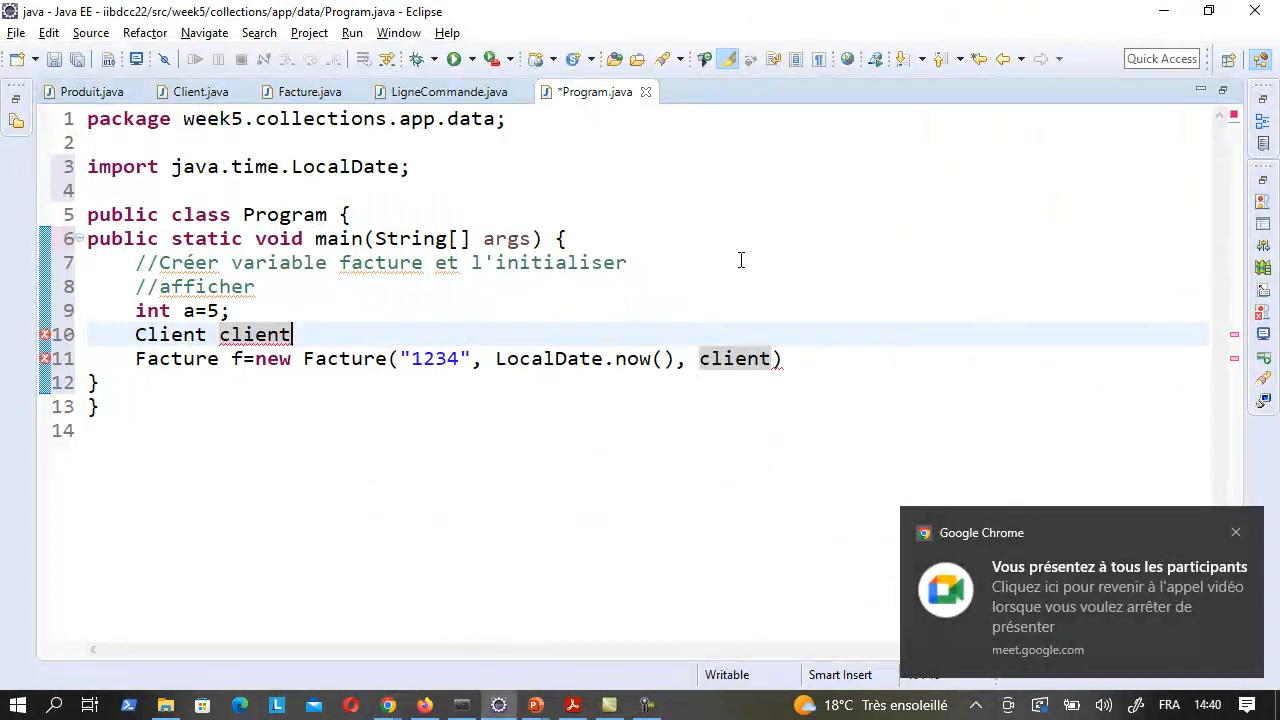 java - Java EE - iibdcc22/src/week5/collections/app/data/Program.java - Eclipse
File Edit Source Refactor Navigate Search Project Run Window Help
Quick Access
Produit.java Client.java Facture.java LigneCommande.java *Program.java
1 package week5.collections.app.data;
2
3 import java.time.LocalDate;
4
5 public class Program {
6 public static void main(String[] args) {
7 //Créer variable facture et l'initialiser
8 //afficher
9 int a=5;
10 Client client
11 Facture f=new Facture("1234", LocalDate.now(), client)
12 }
13 }
14
Google Chrome
Vous présentez à tous les participants
Cliquez ici pour revenir à l'appel vidéo
lorsque vous voulez arrêter de
présenter
meet.google.com
Writable Smart Insert
18°C Très ensoleillé FRA 14:40